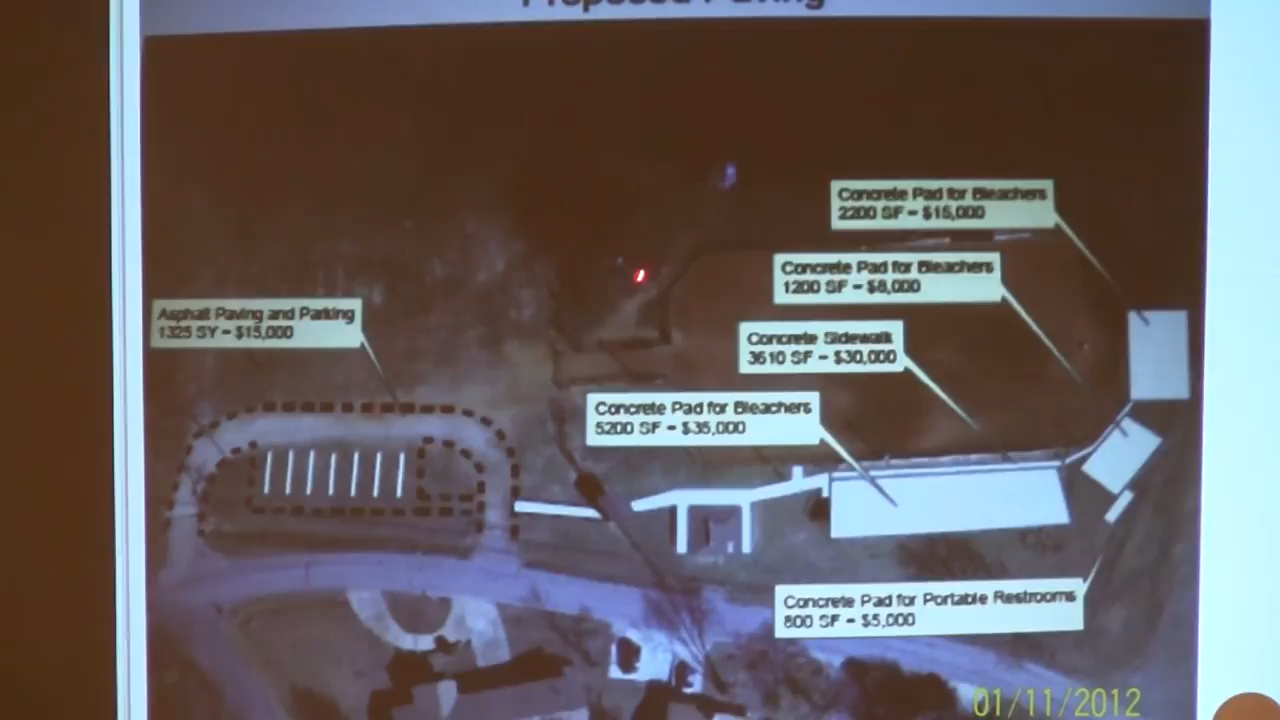 Proposed Paving
Concrete Pad for Bleachers
2200 SF - $15,000
Concrete Pad for Bleachers
1200 SF - $8,000
Asphalt Paving and Parking
1325 SY - $15,000
Concrete Sidewalk
3610 SF - $30,000
Concrete Pad for Bleachers
5200 SF - $35,000
Concrete Pad for Portable Restrooms
800 SF - $5,000
01/11/2012